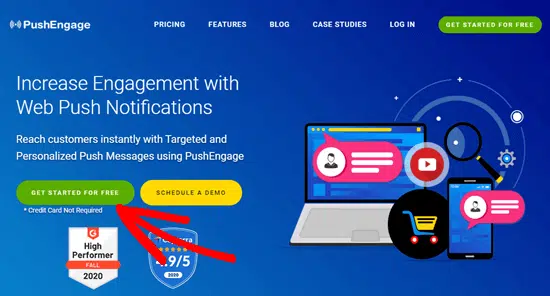 PushEngage
PRICING
FEATURES
BLOG
CASE STUDIES
LOG IN
GET STARTED FOR FREE
Increase Engagement with
Web Push Notifications
Reach customers instantly with Targeted and
Personalized Push Messages using PushEngage
GET STARTED FOR FREE
SCHEDULE A DEMO
* Credit Card Not Required
G
High
Performer
FALL
2020
4.9/5
2020